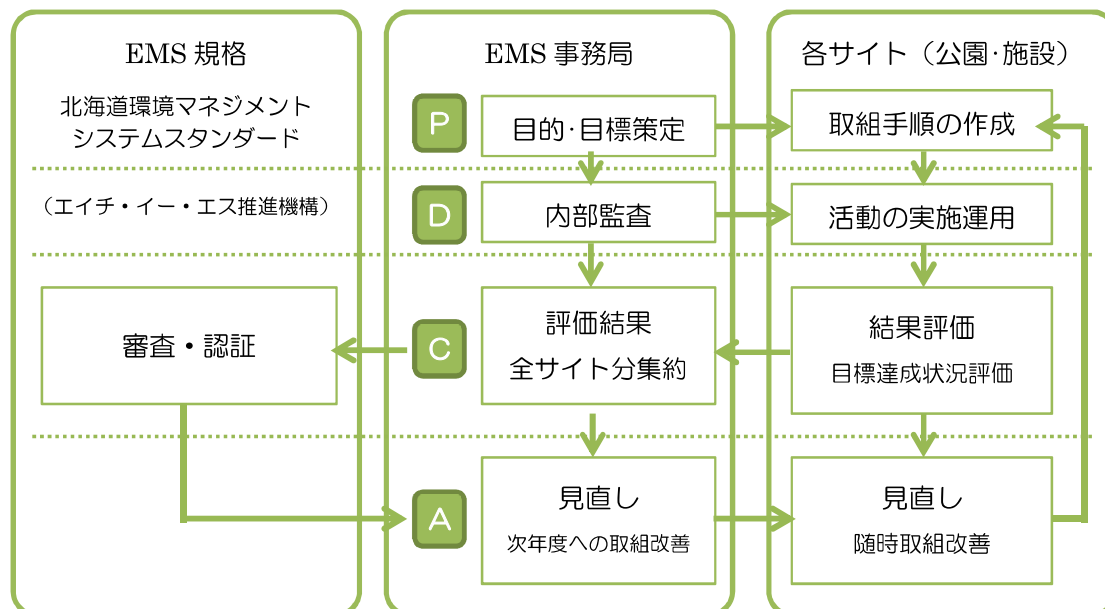 EMS 規格
北海道環境マネジメント
システムスタンダード
（エイチ・イー・エス推進機構）
審査・認証
EMS 事務局
P
目的・目標策定
D
内部監査
C
評価結果
全サイト分集約
A
見直し
次年度への取組改善
各サイト（公園・施設）
取組手順の作成
活動の実施運用
結果評価
目標達成状況評価
見直し
随時取組改善